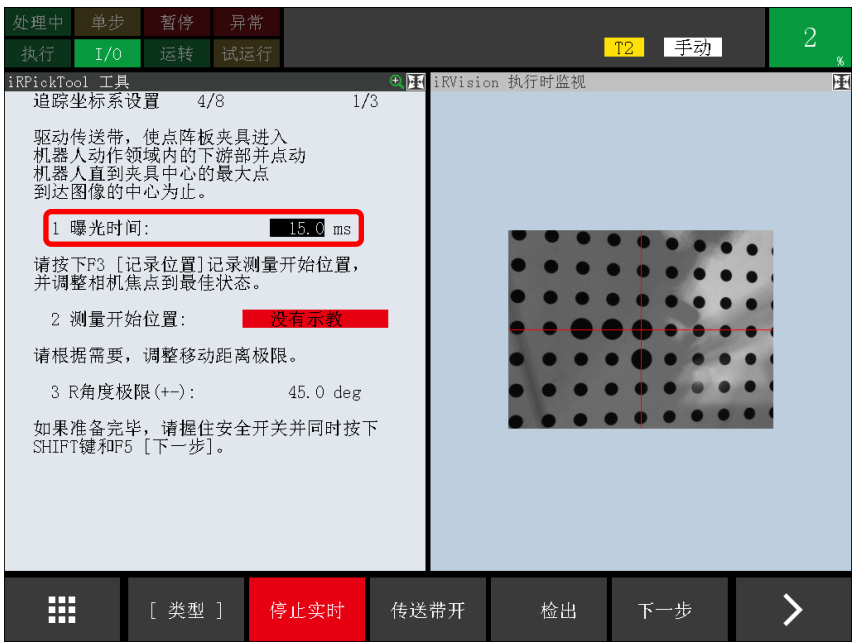 处理中 单步 暂停 异常
执行 I/O 运转 试运行 T2 手动 2 %
iRPickTool 工具
追踪坐标系设置 4/8 1/3
驱动传送带，使点阵板夹具进入
机器人动作领域内的下游部并点动
机器人直到夹具中心的最大点
到达图像的中心为止。
1 曝光时间: 15.0 ms
请按下F3 [记录位置]记录测量开始位置，
并调整相机焦点到最佳状态。
2 测量开始位置: 没有示教
请根据需要，调整移动距离极限。
3 R角度极限(+-): 45.0 deg
如果准备完毕，请握住安全开关并同时按下
SHIFT键和F5 [下一步]。
iRVision 执行时监视
[ 类型 ] 停止实时 传送带开 检出 下一步